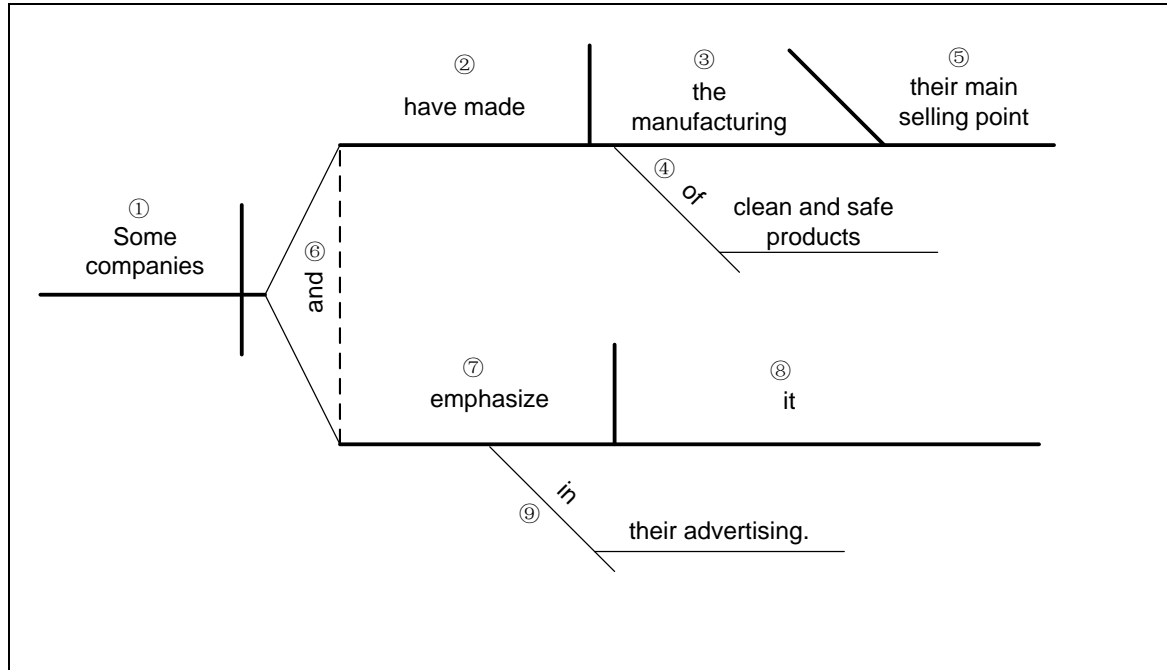 ①
Some
companies
②
have made
③
the
manufacturing
④
of
clean and safe
products
⑤
their main
selling point
⑥
and
⑦
emphasize
⑧
it
⑨
in
their advertising.